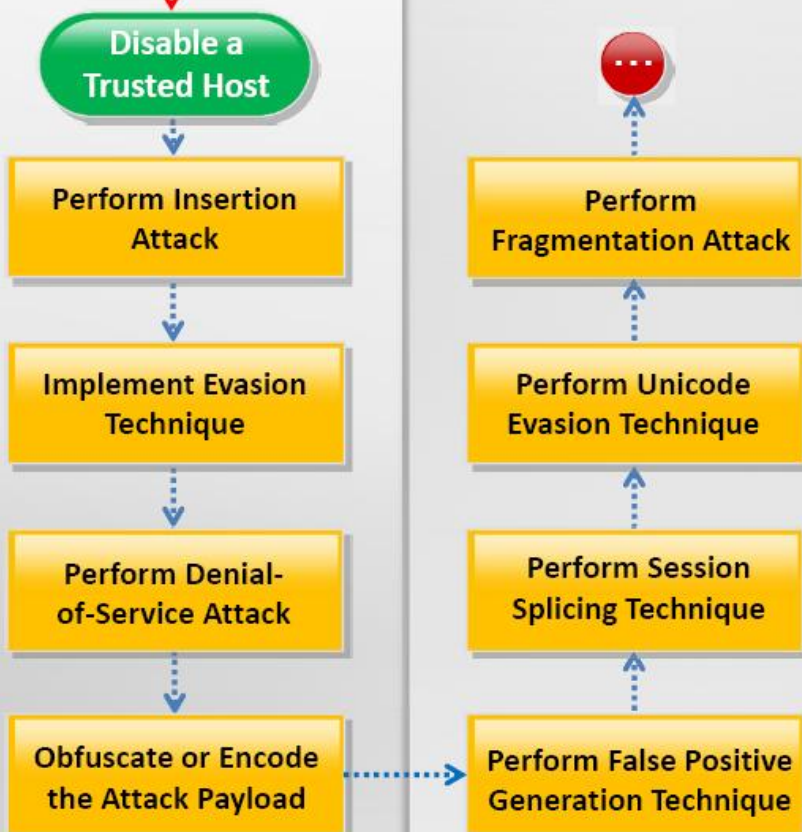 Disable a
Trusted Host
Perform Insertion
Attack
Implement Evasion
Technique
Perform Denial-
of-Service Attack
Obfuscate or Encode
the Attack Payload
Perform False Positive
Generation Technique
Perform Session
Splicing Technique
Perform Unicode
Evasion Technique
Perform
Fragmentation Attack
...